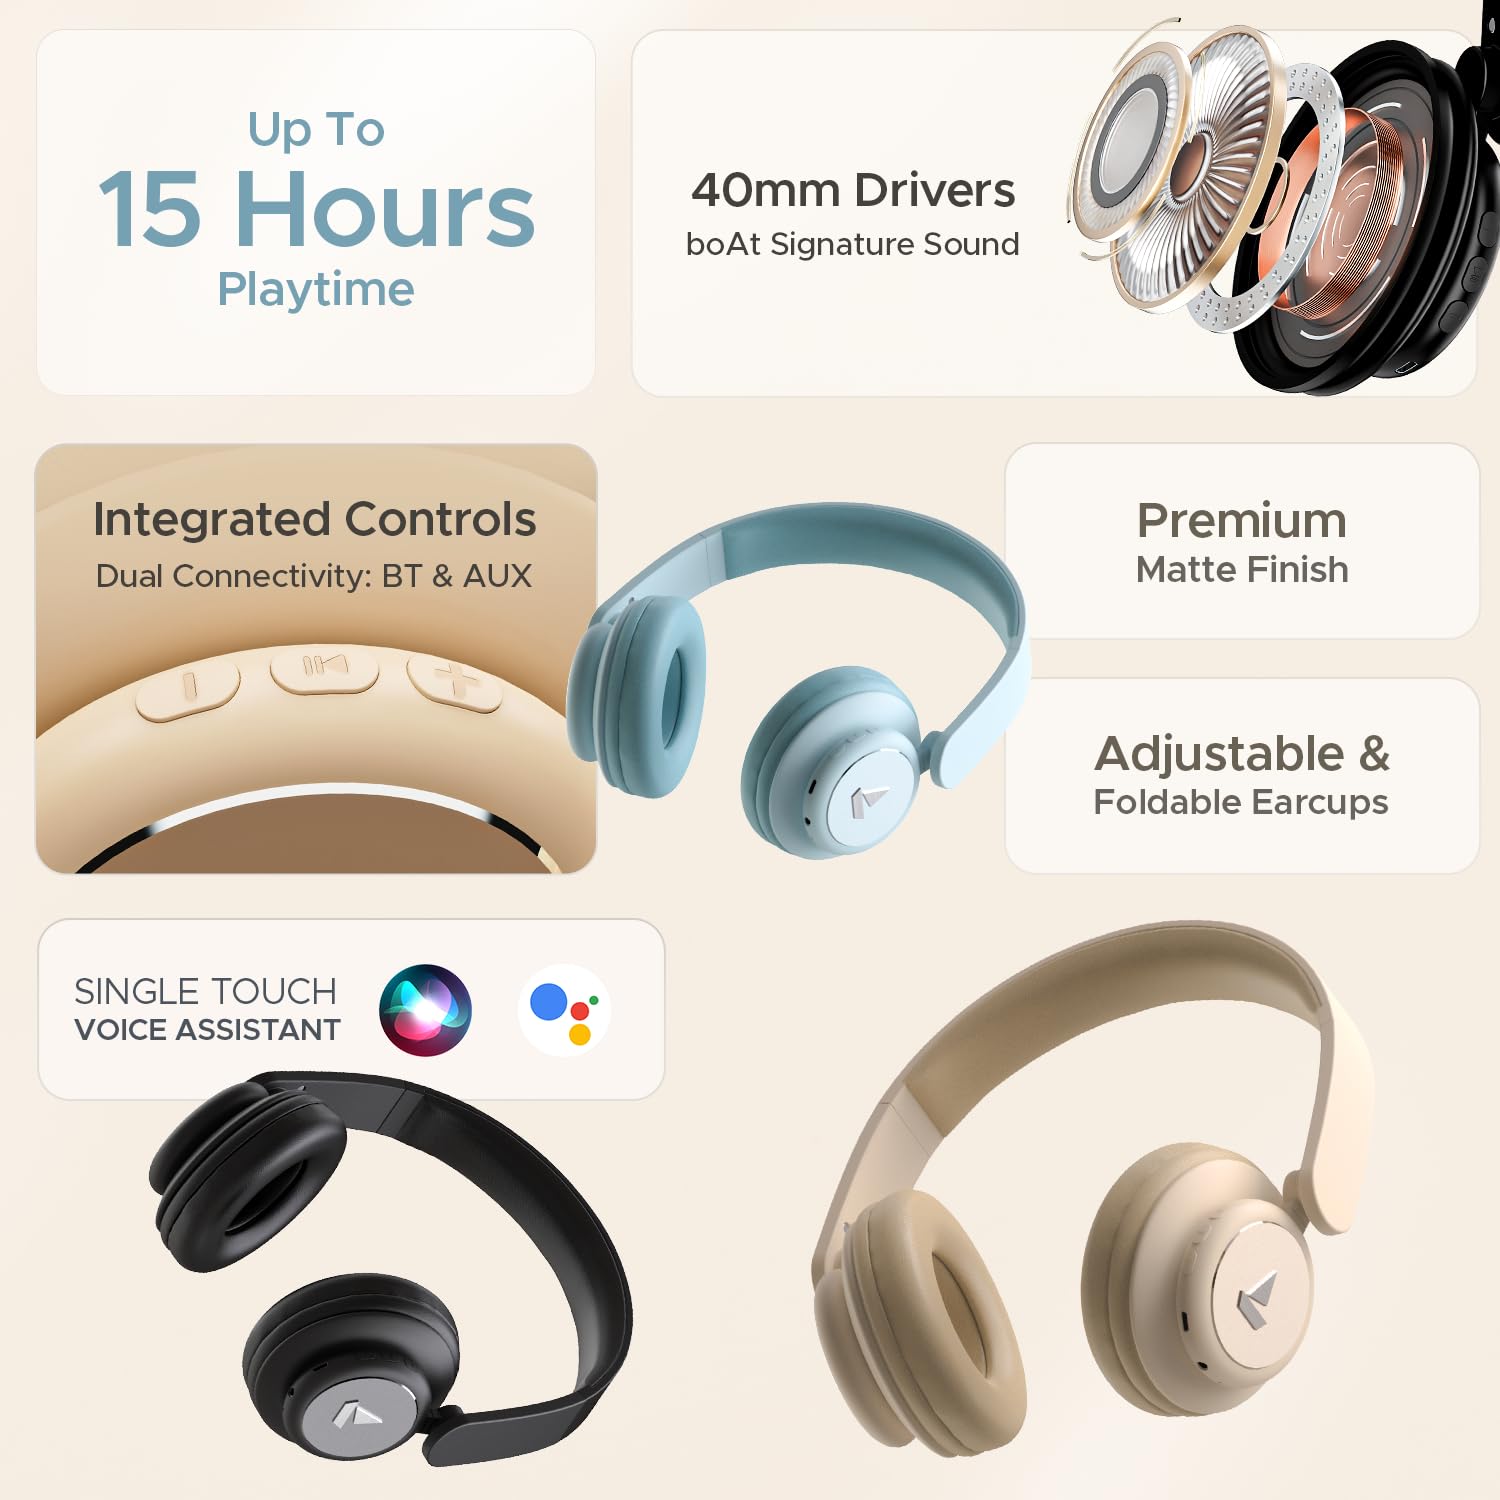 Up To
15 Hours
Playtime
40mm Drivers
boAt Signature Sound
Integrated Controls
Dual Connectivity: BT & AUX
Premium
Matte Finish
Adjustable &
Foldable Earcups
SINGLE TOUCH
VOICE ASSISTANT